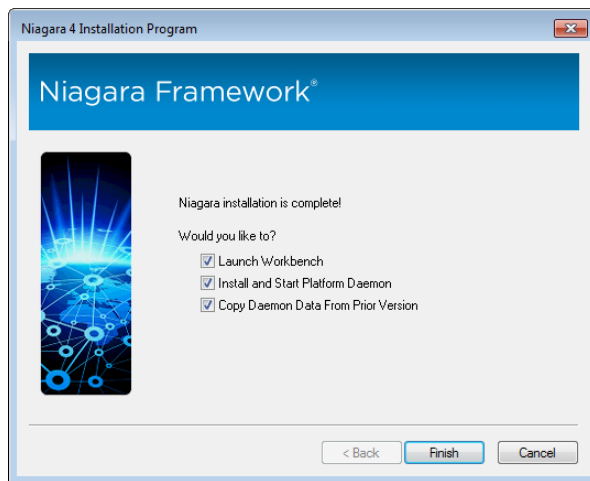 Niagara 4 Installation Program
Niagara Framework®
Niagara installation is complete!
Would you like to?
Launch Workbench
Install and Start Platform Daemon
Copy Daemon Data From Prior Version
< Back Finish Cancel